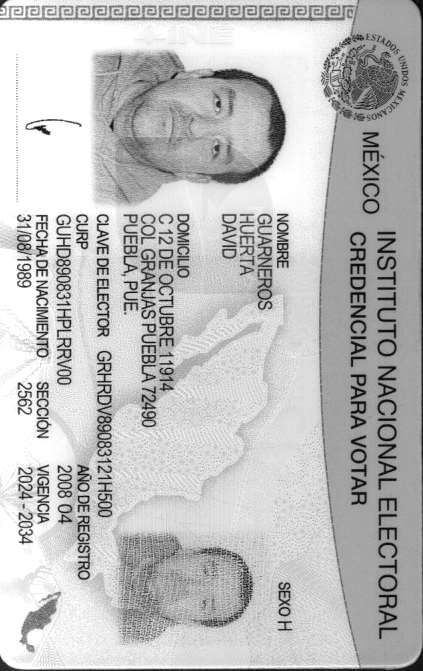 ESTADOS UNIDOS MEXICANOS
MÉXICO INSTITUTO NACIONAL ELECTORAL
CREDENCIAL PARA VOTAR
NOMBRE
GUARNEROS
HUERTA
DAVID
SEXO H
DOMICILIO
C 12 DE OCTUBRE 11914
COL GRANJAS PUEBLA 72490
PUEBLA, PUE.
CLAVE DE ELECTOR GRHRDV89083121H500
CURP
GUHD890831HPLRRV00
AÑO DE REGISTRO
2008 04
FECHA DE NACIMIENTO
31/08/1989
SECCIÓN
2562
VIGENCIA
2024 - 2034